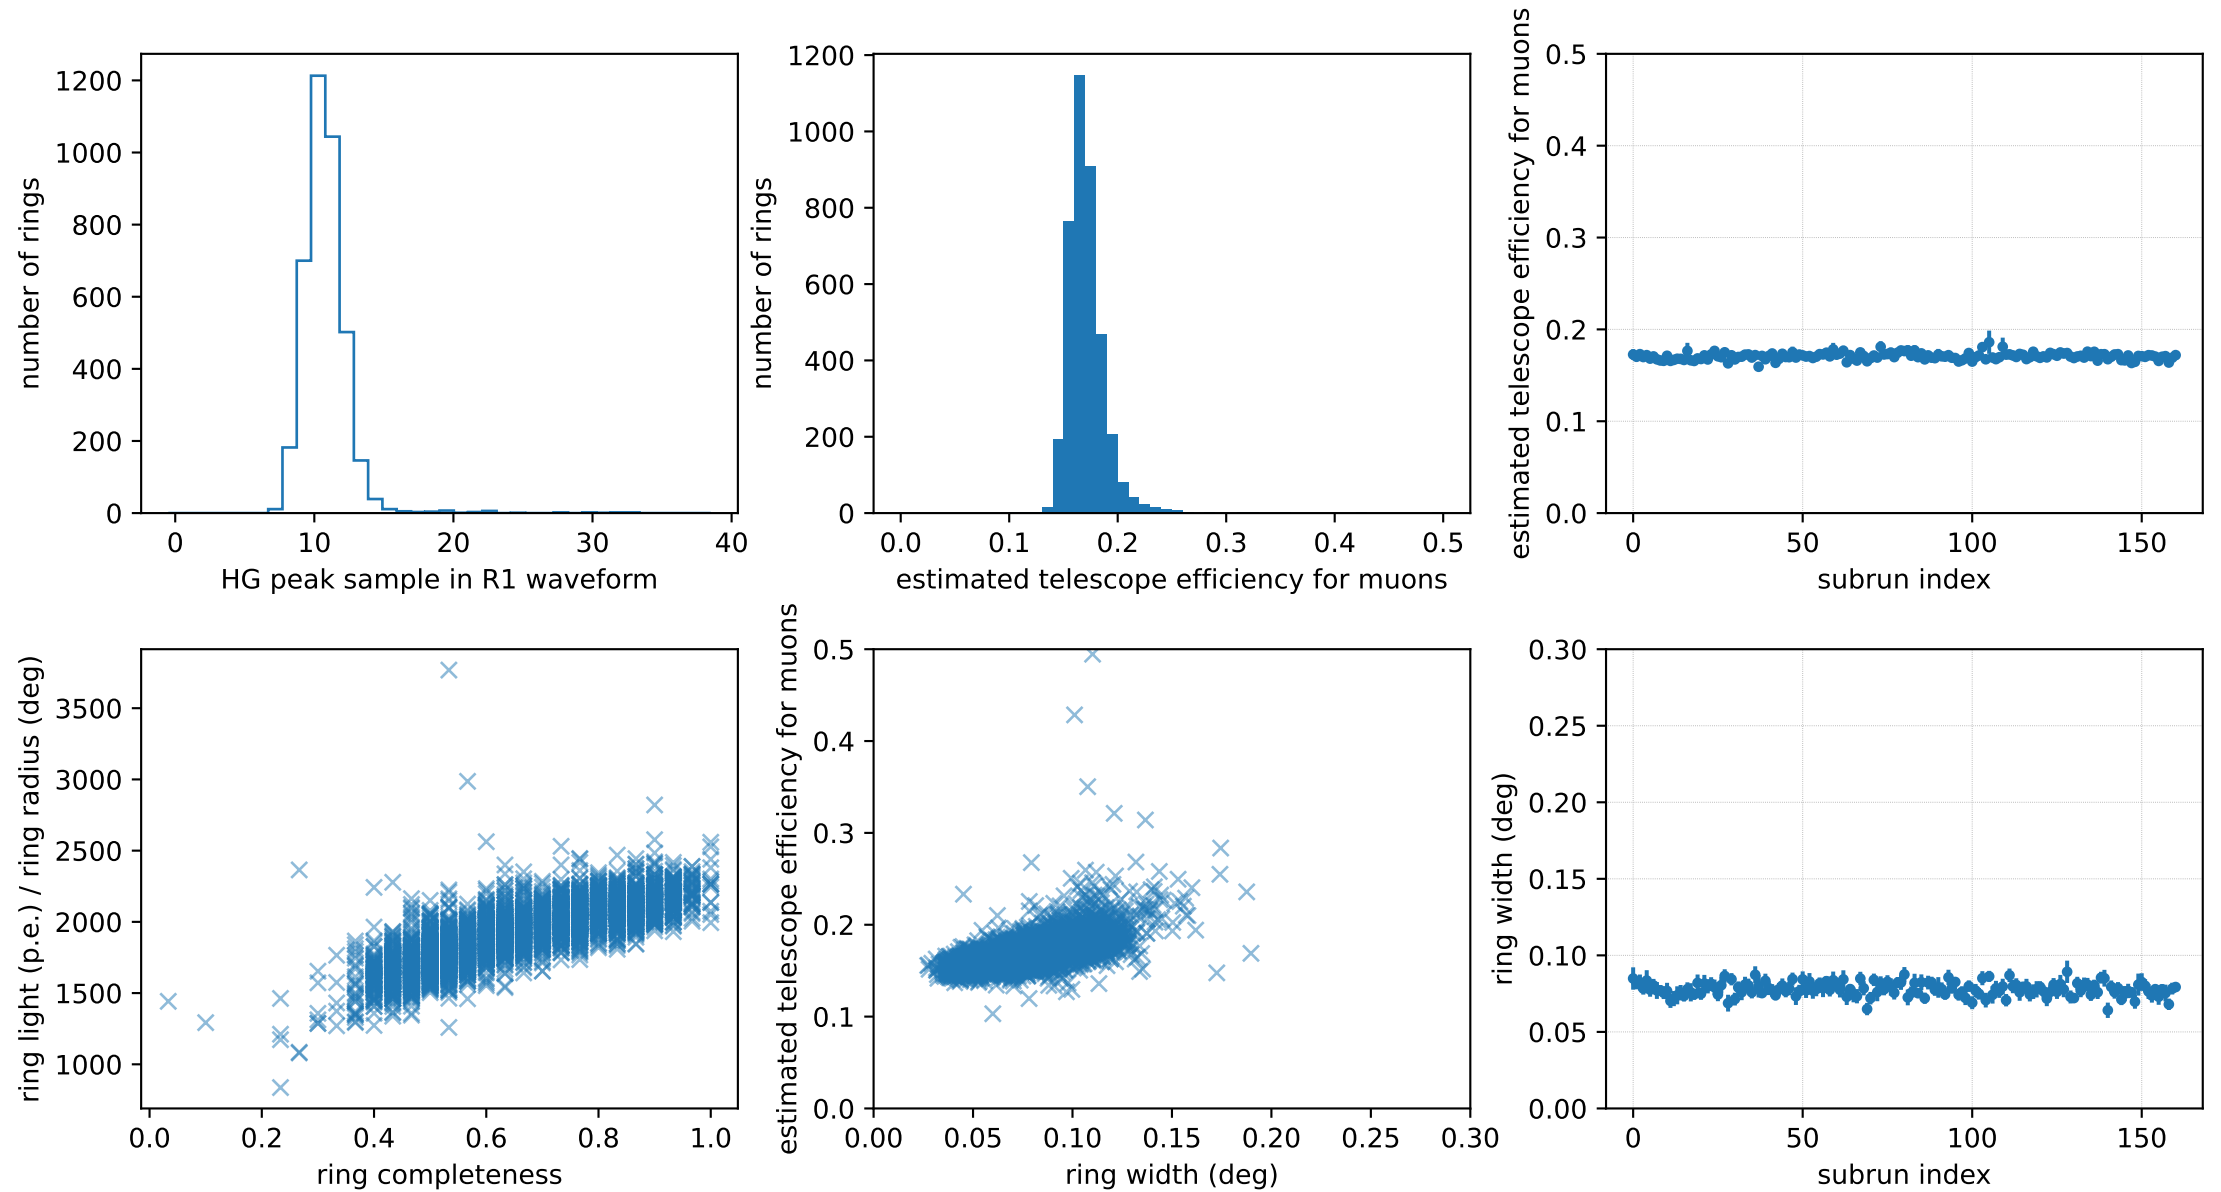 1200
1000
800
600
400
200
0
number of rings
0 10 20 30 40
HG peak sample in R1 waveform
1200
1000
800
600
400
200
0
number of rings
0.0 0.1 0.2 0.3 0.4 0.5
estimated telescope efficiency for muons
0.5
0.4
0.3
0.2
0.1
0.0
estimated telescope efficiency for muons
0 50 100 150
subrun index
3500
3000
2500
2000
1500
1000
ring light (p.e.) / ring radius (deg)
0.0 0.2 0.4 0.6 0.8 1.0
ring completeness
0.5
0.4
0.3
0.2
0.1
0.0
estimated telescope efficiency for muons
0.00 0.05 0.10 0.15 0.20 0.25 0.30
ring width (deg)
0.30
0.25
0.20
0.15
0.10
0.05
0.00
ring width (deg)
0 50 100 150
subrun index